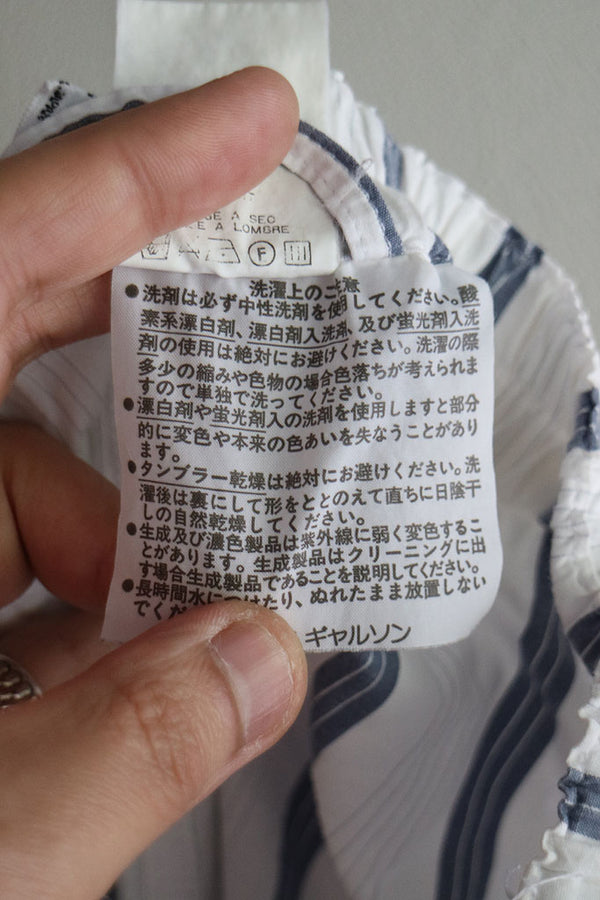 A SEC
A LOMBRE
F
洗濯上のご注意
●洗剤は必ず中性洗剤を使用してください。酸
素系漂白剤、漂白剤入洗剤、及び蛍光剤入洗
剤の使用は絶対にお避けください。洗濯の際
多少の縮みや色物の場合色落ちが考えられま
すので単独で洗ってください。
●漂白剤や蛍光剤入の洗剤を使用しますと部分
的に変色や本来の色あいを失なうことがあり
ます。
●タンブラー乾燥は絶対にお避けください。洗
濯後は裏にして形をととのえて直ちに日陰干
しの自然乾燥してください。
●生成及び濃色製品は紫外線に弱く変色するこ
とがあります。生成製品はクリーニングに出
す場合生成製品であることを説明してください。
●長時間水につけたり、ぬれたまま放置しない
でくだ
ギャルソン